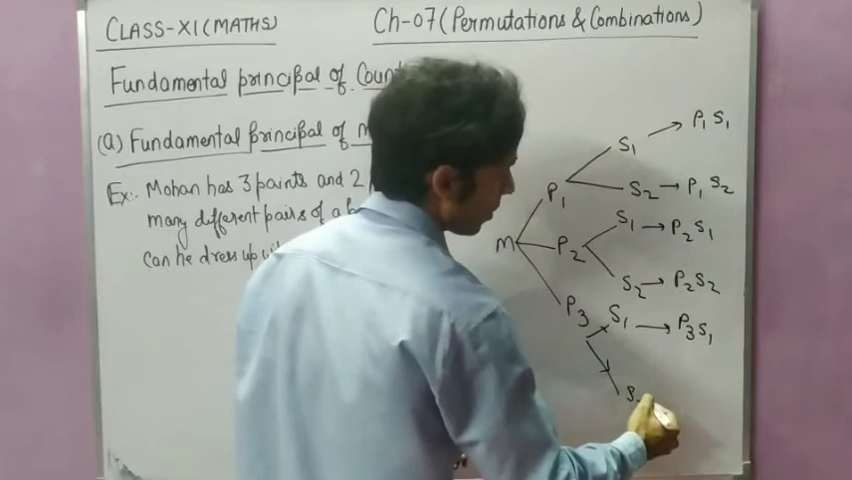 CLASS-XI (MATHS)
Ch-07 (Permutations & Combinations)
Fundamental principal of
(a) Fundamental principal of
Ex:- Mohan has 3 paints and 2
many different pairs of a
can he dress up
M
P1
S1 → P1 S1
S2 → P1 S2
P2
S1 → P2 S1
S2 → P2 S2
P3
S1 → P3 S1